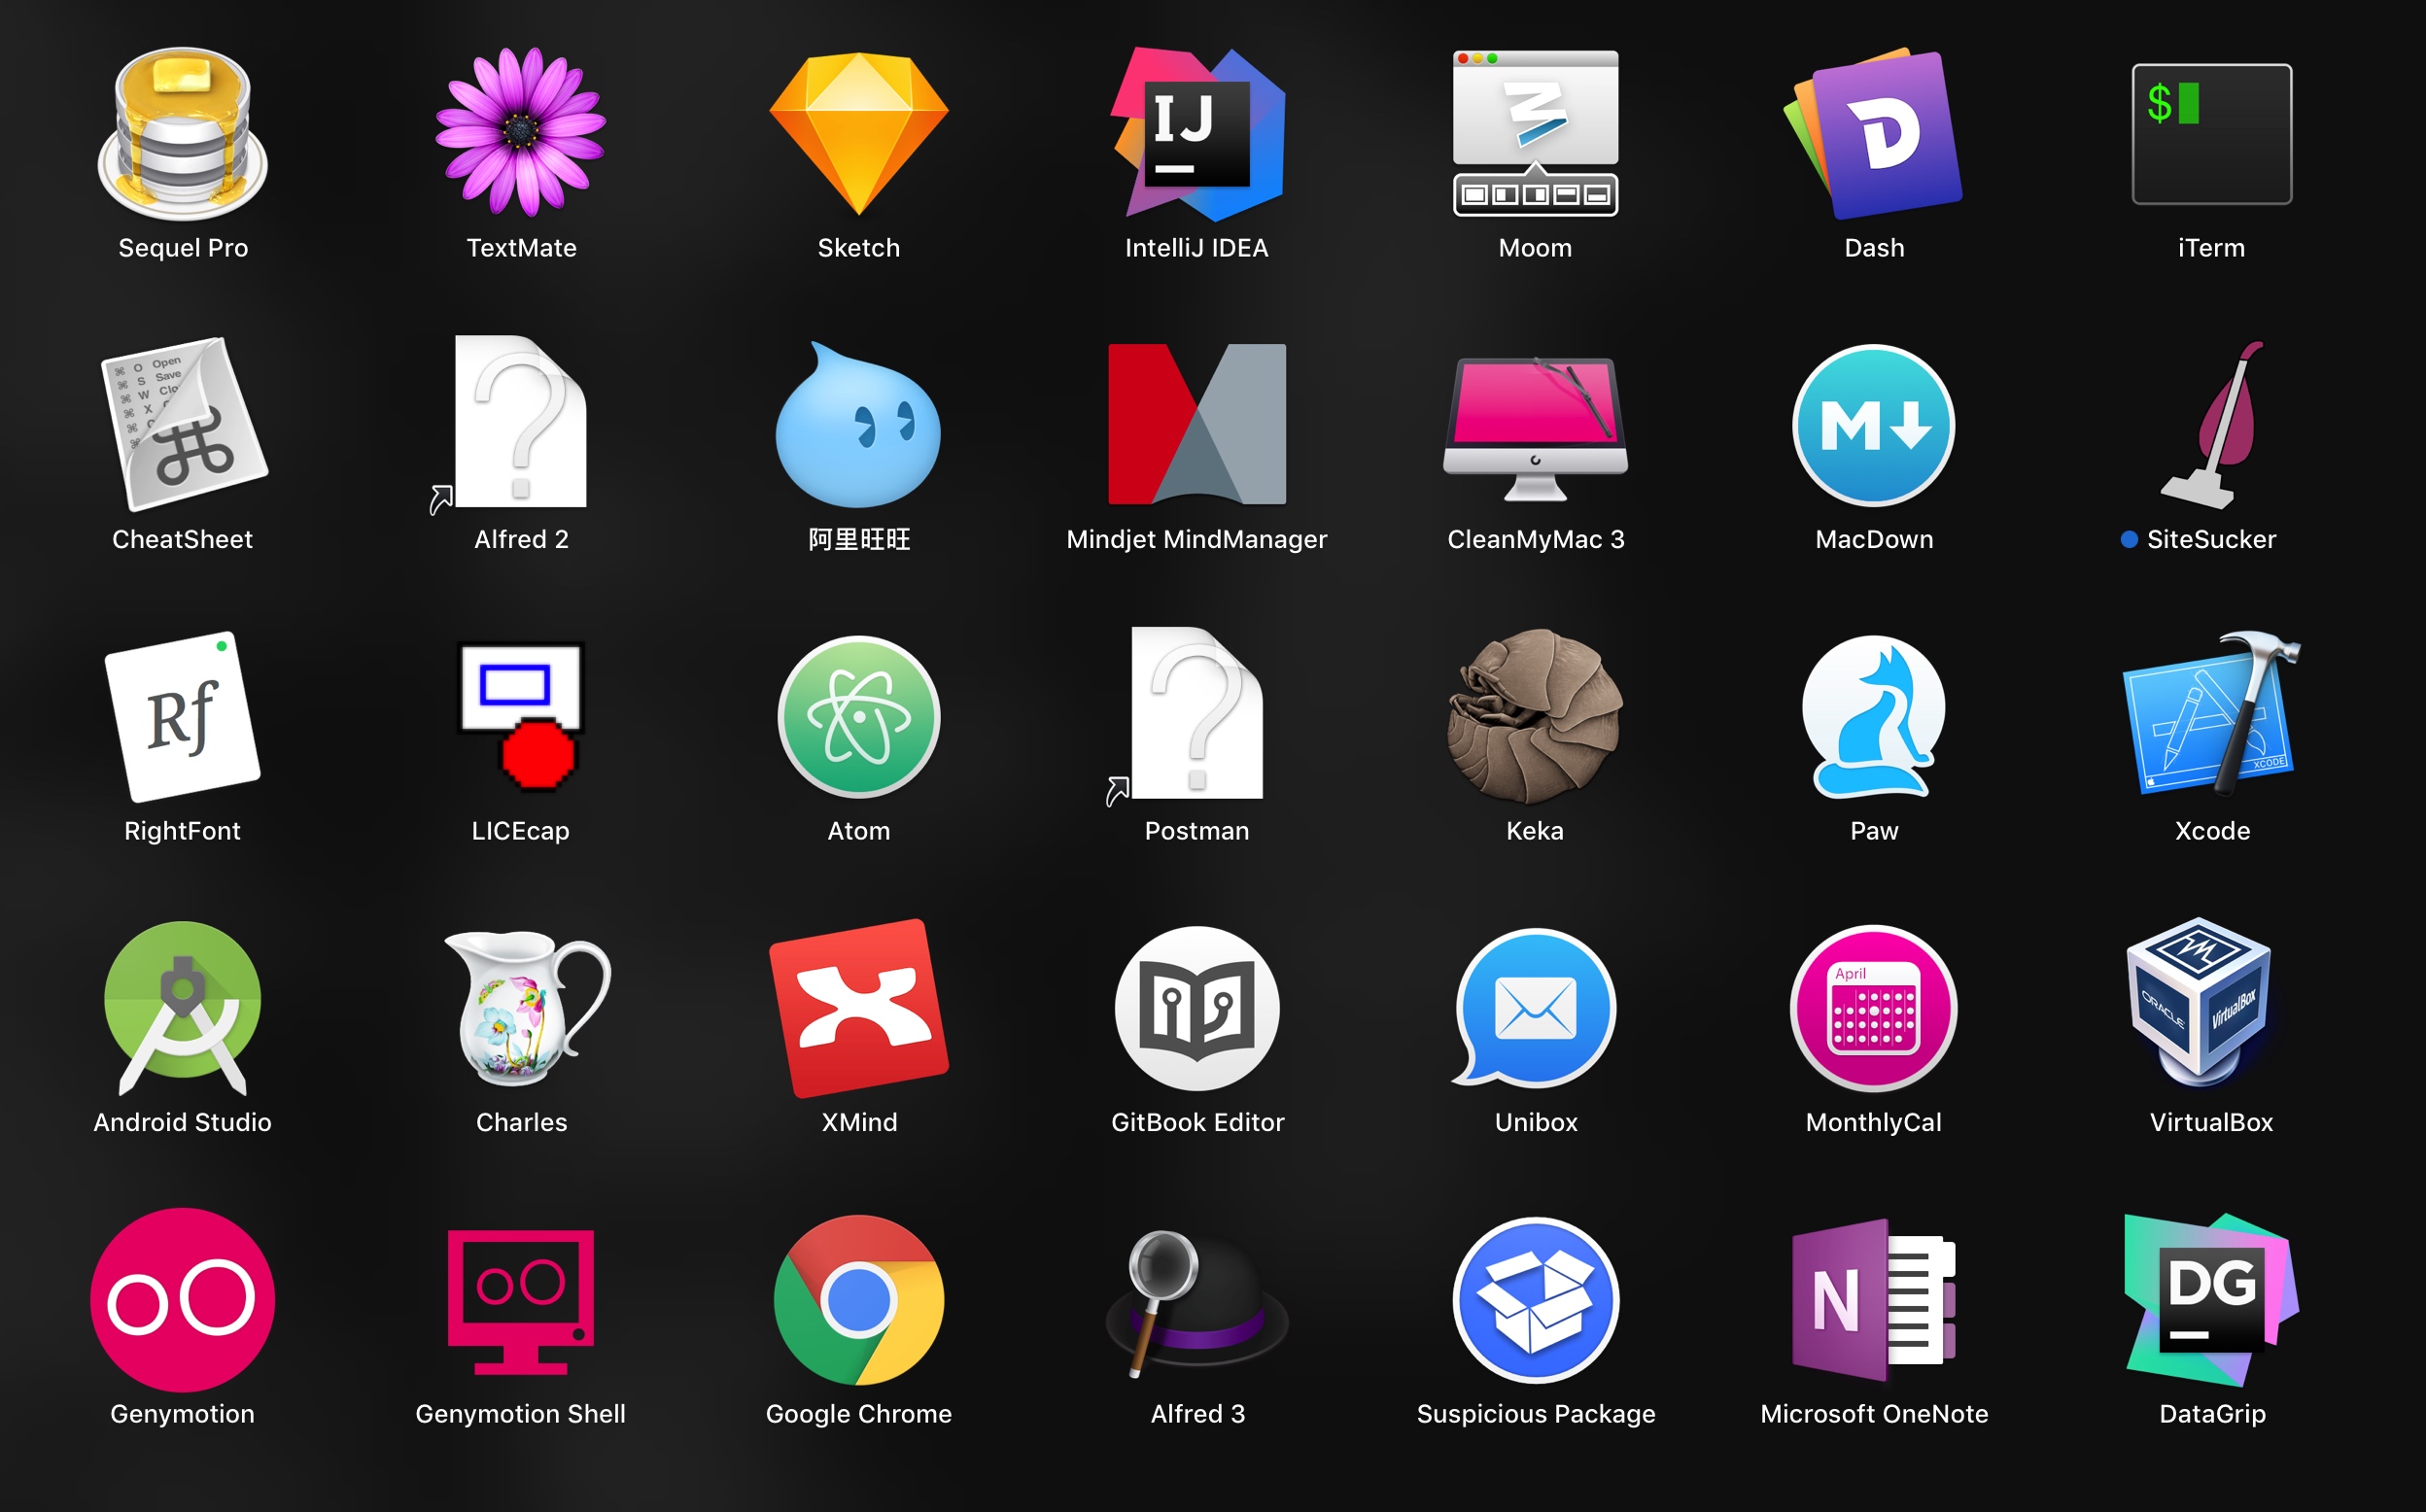 $
IJ
D
Sequel Pro
TextMate
Sketch
IntelliJ IDEA
Moom
Dash
iTerm
⌘ O Open
⌘ S Save
⌘ W Clo
⌘ X
⌘
M
CheatSheet
Alfred 2
阿里旺旺
Mindjet MindManager
CleanMyMac 3
MacDown
SiteSucker
Rf
XCODE
RightFont
LICEcap
Atom
Postman
Keka
Paw
Xcode
April
ORACLE
VirtualBox
Android Studio
Charles
XMind
GitBook Editor
Unibox
MonthlyCal
VirtualBox
N
DG
Genymotion
Genymotion Shell
Google Chrome
Alfred 3
Suspicious Package
Microsoft OneNote
DataGrip